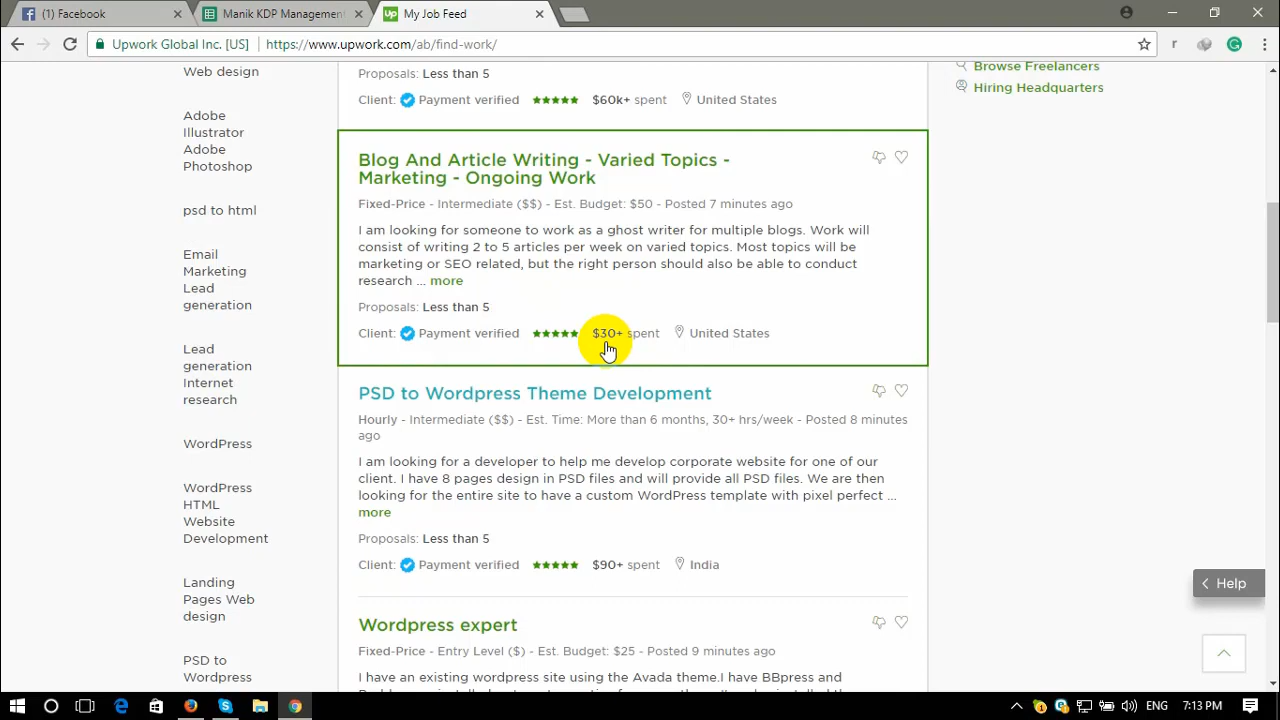 (1) Facebook
Manik KDP Management
My Job Feed
Upwork Global Inc. [US] https://www.upwork.com/ab/find-work/
Web design
Adobe
Illustrator
Adobe
Photoshop
psd to html
Email
Marketing
Lead
generation
Lead
generation
Internet
research
WordPress
WordPress
HTML
Website
Development
Landing
Pages Web
design
PSD to
Wordpress
Proposals: Less than 5
Client: Payment verified $60k+ spent United States
Blog And Article Writing - Varied Topics -
Marketing - Ongoing Work
Fixed-Price - Intermediate ($$) - Est. Budget: $50 - Posted 7 minutes ago
I am looking for someone to work as a ghost writer for multiple blogs. Work will
consist of writing 2 to 5 articles per week on varied topics. Most topics will be
marketing or SEO related, but the right person should also be able to conduct
research ... more
Proposals: Less than 5
Client: Payment verified $30+ spent United States
PSD to Wordpress Theme Development
Hourly - Intermediate ($$) - Est. Time: More than 6 months, 30+ hrs/week - Posted 8 minutes
ago
I am looking for a developer to help me develop corporate website for one of our
client. I have 8 pages design in PSD files and will provide all PSD files. We are then
looking for the entire site to have a custom WordPress template with pixel perfect ...
more
Proposals: Less than 5
Client: Payment verified $90+ spent India
Wordpress expert
Fixed-Price - Entry Level ($) - Est. Budget: $25 - Posted 9 minutes ago
I have an existing wordpress site using the Avada theme.I have BBpress and
Browse Freelancers
Hiring Headquarters
Help
ENG 7:13 PM